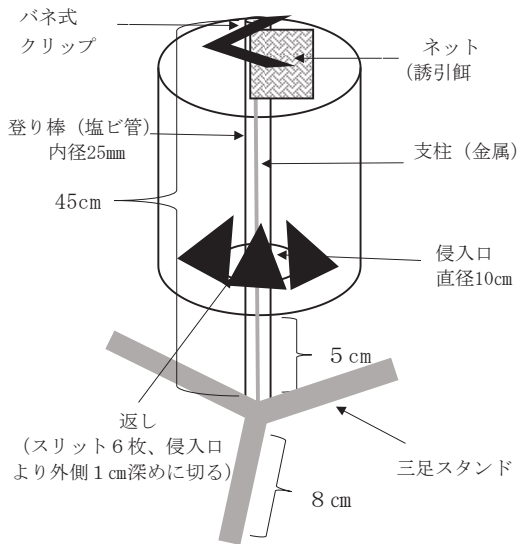 バネ式
クリップ
ネット
（誘引餌
登り棒（塩ビ管）
内径25mm
支柱（金属）
45cm
侵入口
直径10cm
５cm
返し
（スリット６枚、侵入口
より外側１cm深めに切る）
三足スタンド
８cm